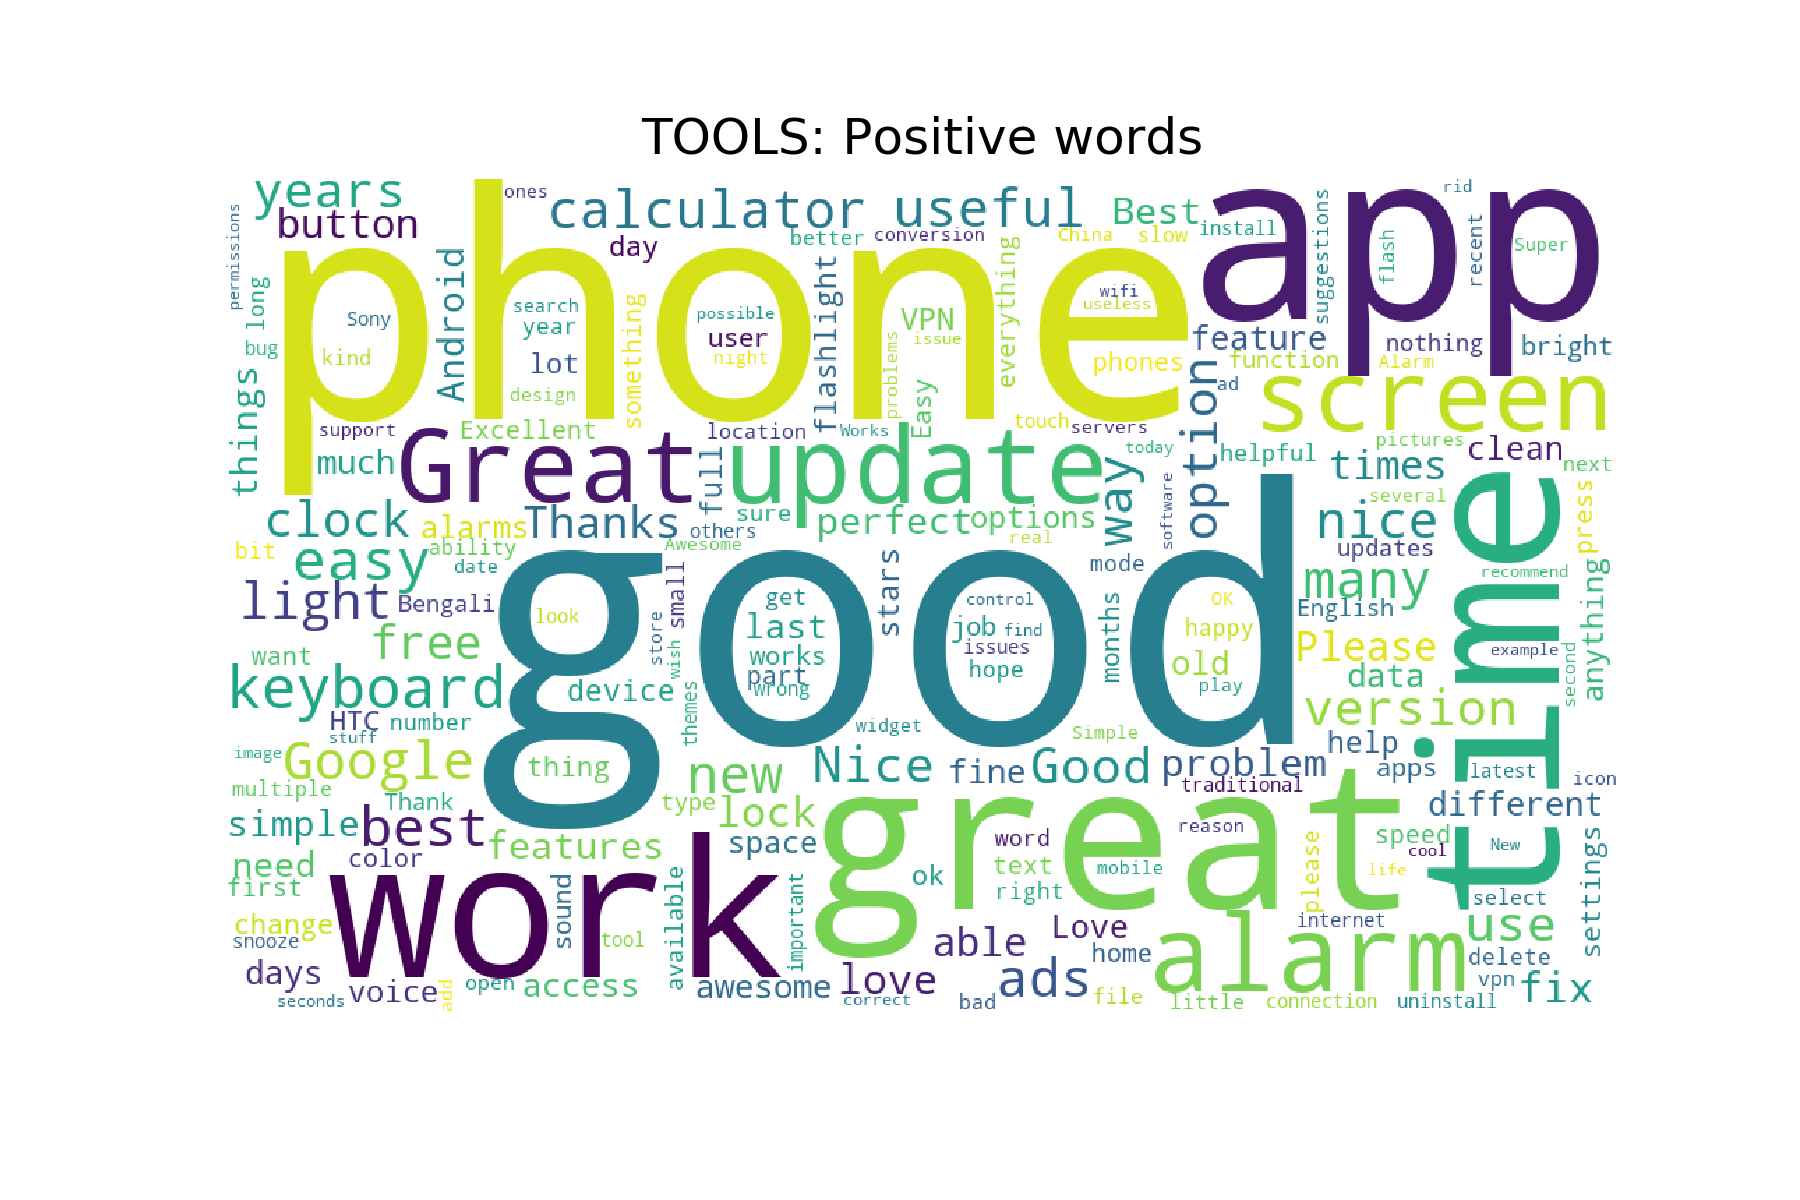 TOOLS: Positive words
years
ones
calculator
useful
Best
rid
app
button
permissions
phone
day
better
conversion
China
slow
install
suggestions
flash
recent
Super
Android
long
Sony
search
possible
wifi
useless
year
user
something
flashlight
VPN
issue
everything
feature
nothing
bright
bug
kind
lot
night
problems
phones
function
Alarm
ad
screen
things
design
Easy
touch
servers
option
support
Excellent
location
Works
today
helpful
pictures
clean
much
Great
full
update
way
times
next
several
clock
alarms
Thanks
others
sure
perfect
options
software
nice
press
bit
easy
ability
date
Awesome
real
mode
updates
recommend
time
light
Bengali
good
look
small
get
stars
control
OK
many
English
months
anything
last
job
find
happy
Please
example
free
store
wish
works
issues
want
keyboard
device
part
wrong
hope
old
play
data
second
HTC
number
themes
widget
Simple
version
stuff
image
Google
thing
new
Nice
fine
Good
problem
help
apps
latest
icon
multiple
Thank
type
lock
great
traditional
different
simple
best
features
space
word
reason
speed
cool
New
need
color
work
ok
text
mobile
please
life
settings
first
right
select
change
sound
available
important
internet
use
snooze
tool
able
Love
home
alarm
delete
days
voice
add
open
access
awesome
love
ads
vpn
fix
seconds
correct
bad
file
little
connection
uninstall